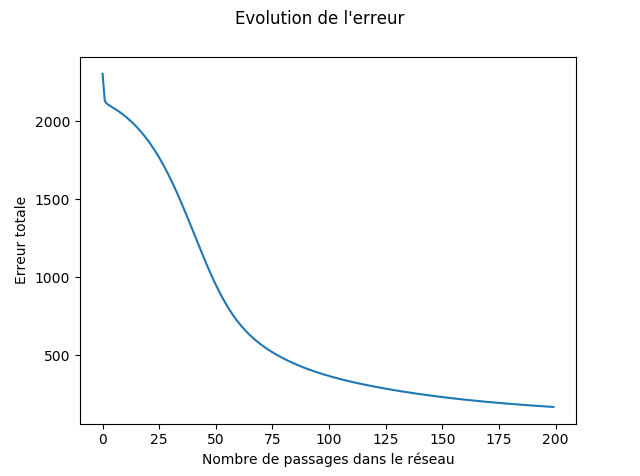 Evolution de l'erreur
2000
1500
1000
500
Erreur totale
0 25 50 75 100 125 150 175 200
Nombre de passages dans le réseau